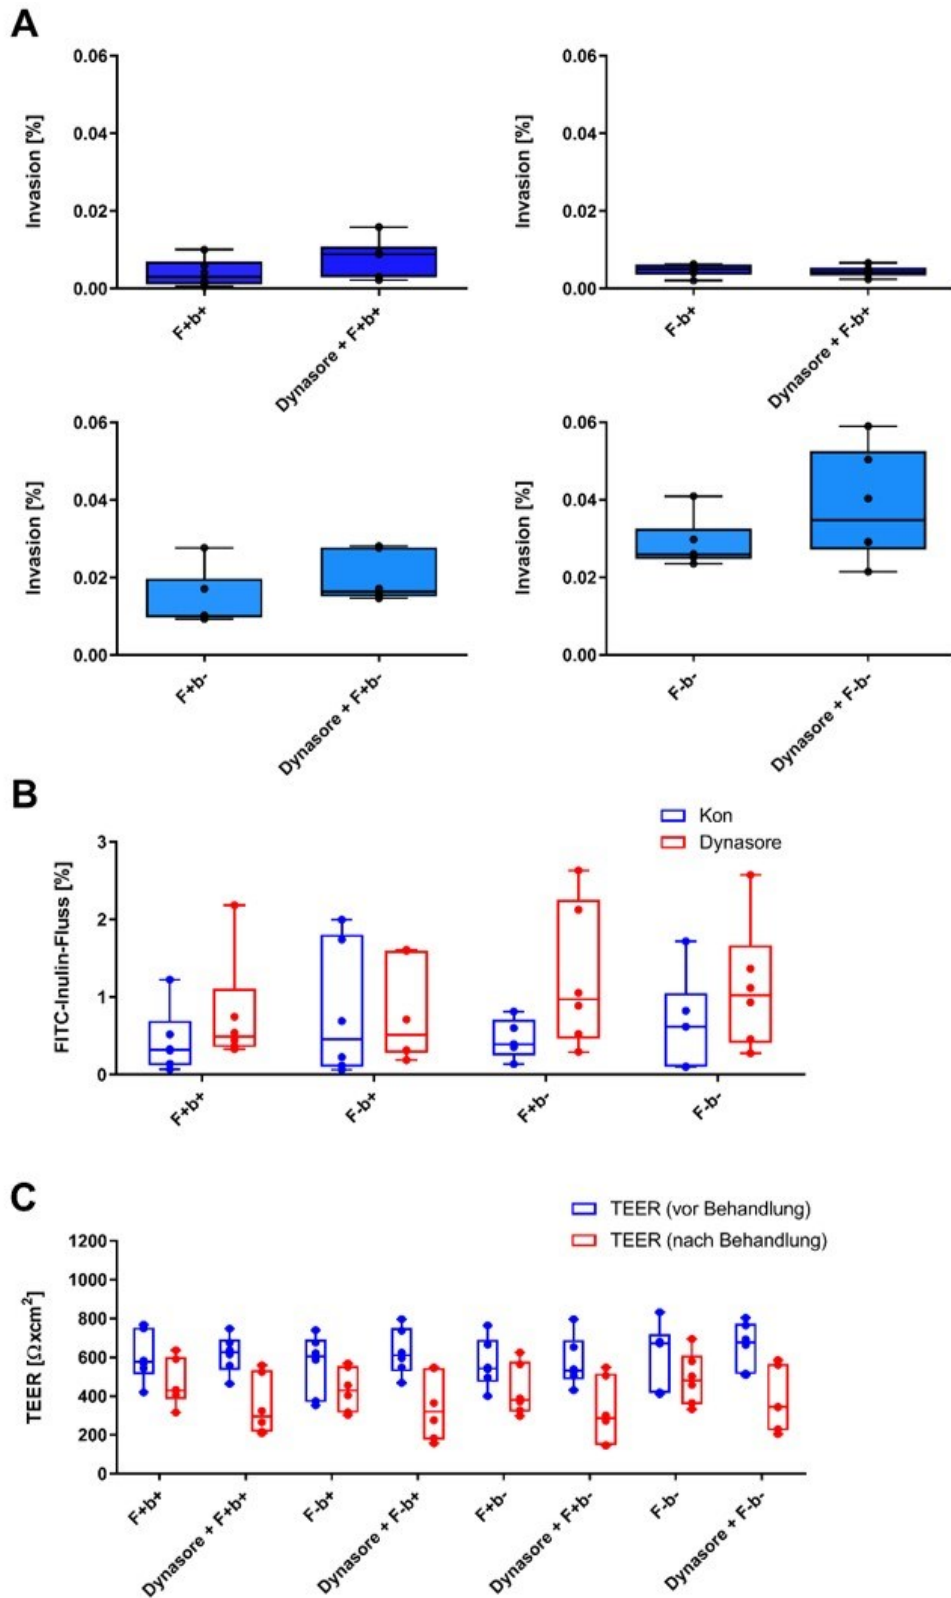 A
0.06
0.04
0.02
0.00
Invasion [%]
F+b+
Dynasore + F+b+
0.06
0.04
0.02
0.00
Invasion [%]
F-b+
Dynasore + F-b+
0.06
0.04
0.02
0.00
Invasion [%]
F+b-
Dynasore + F+b-
0.06
0.04
0.02
0.00
Invasion [%]
F-b-
Dynasore + F-b-
B
Kon
Dynasore
3
2
1
0
FITC-Inulin-Fluss [%]
F+b+
F-b+
F+b-
F-b-
C
TEER (vor Behandlung)
TEER (nach Behandlung)
1200
1000
800
600
400
200
0
TEER [Ωxcm²]
F+b+
Dynasore + F+b+
F-b+
Dynasore + F-b+
F+b-
Dynasore + F+b-
F-b-
Dynasore + F-b-